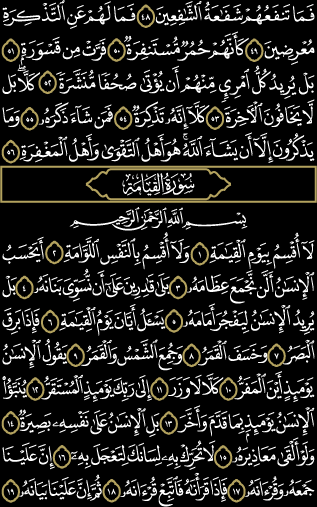 فَمَا تَنفَعُهُمْ شَفَٰعَةُ ٱلشَّٰفِعِينَ ٤٨ فَمَا لَهُمْ عَنِ ٱلتَّذْكِرَةِ
مُعْرِضِينَ ٤٩ كَأَنَّهُمْ حُمُرٌ مُّسْتَنفِرَةٌ ٥٠ فَرَّتْ مِن قَسْوَرَةٍۭ ٥١
بَلْ يُرِيدُ كُلُّ ٱمْرِئٍ مِّنْهُمْ أَن يُؤْتَىٰ صُحُفًا مُّنَشَّرَةً ٥٢ كَلَّا ۖ بَل
لَّا يَخَافُونَ ٱلْـَٔاخِرَةَ ٥٣ كَلَّآ إِنَّهُۥ تَذْكِرَةٌ ٥٤ فَمَن شَآءَ ذَكَرَهُۥ ٥٥ وَمَا
يَذْكُرُونَ إِلَّآ أَن يَشَآءَ ٱللَّهُ ۚ هُوَ أَهْلُ ٱلتَّقْوَىٰ وَأَهْلُ ٱلْمَغْفِرَةِ ٥٦
سُورَةُ ٱلْقِيَامَةِ
بِسْمِ ٱللَّهِ ٱلرَّحْمَٰنِ ٱلرَّحِيمِ
لَآ أُقْسِمُ بِيَوْمِ ٱلْقِيَٰمَةِ ١ وَلَآ أُقْسِمُ بِٱلنَّفْسِ ٱللَّوَّامَةِ ٢ أَيَحْسَبُ
ٱلْإِنسَٰنُ أَلَّن نَّجْمَعَ عِظَامَهُۥ ٣ بَلَىٰ قَٰدِرِينَ عَلَىٰٓ أَن نُّسَوِّىَ بَنَانَهُۥ ٤ بَلْ
يُرِيدُ ٱلْإِنسَٰنُ لِيَفْجُرَ أَمَامَهُۥ ٥ يَسْـَٔلُ أَيَّانَ يَوْمُ ٱلْقِيَٰمَةِ ٦ فَإِذَا بَرِقَ
ٱلْبَصَرُ ٧ وَخَسَفَ ٱلْقَمَرُ ٨ وَجُمِعَ ٱلشَّمْسُ وَٱلْقَمَرُ ٩ يَقُولُ ٱلْإِنسَٰنُ
يَوْمَئِذٍ أَيْنَ ٱلْمَفَرُّ ١٠ كَلَّا لَا وَزَرَ ١١ إِلَىٰ رَبِّكَ يَوْمَئِذٍ ٱلْمُسْتَقَرُّ ١٢ يُنَبَّؤُا۟
ٱلْإِنسَٰنُ يَوْمَئِذٍۭ بِمَا قَدَّمَ وَأَخَّرَ ١٣ بَلِ ٱلْإِنسَٰنُ عَلَىٰ نَفْسِهِۦ بَصِيرَةٌ ١٤
وَلَوْ أَلْقَىٰ مَعَاذِيرَهُۥ ١٥ لَا تُحَرِّكْ بِهِۦ لِسَانَكَ لِتَعْجَلَ بِهِۦٓ ١٦ إِنَّ عَلَيْنَا
جَمْعَهُۥ وَقُرْءَانَهُۥ ١٧ فَإِذَا قَرَأْنَٰهُ فَٱتَّبِعْ قُرْءَانَهُۥ ١٨ ثُمَّ إِنَّ عَلَيْنَا بَيَانَهُۥ ١٩